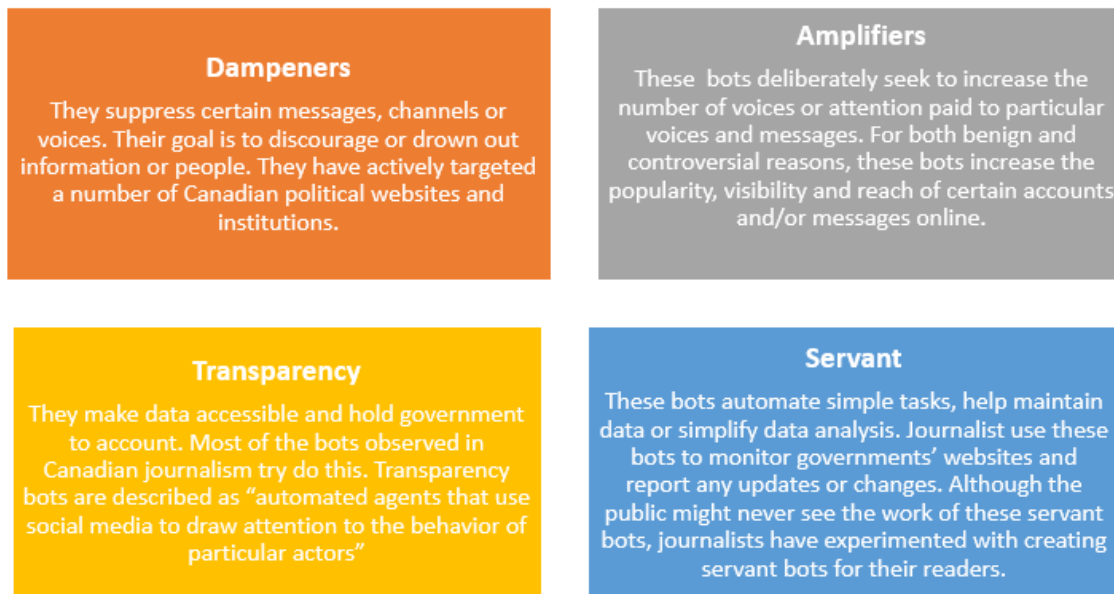 Dampeners
They suppress certain messages, channels or
voices. Their goal is to discourage or drown out
information or people. They have actively targeted
a number of Canadian political websites and
institutions.
Amplifiers
These bots deliberately seek to increase the
number of voices or attention paid to particular
voices and messages. For both benign and
controversial reasons, these bots increase the
popularity, visibility and reach of certain accounts
and/or messages online.
Transparency
They make data accessible and hold government
to account. Most of the bots observed in
Canadian journalism try do this. Transparency
bots are described as “automated agents that use
social media to draw attention to the behavior of
particular actors”
Servant
These bots automate simple tasks, help maintain
data or simplify data analysis. Journalist use these
bots to monitor governments’ websites and
report any updates or changes. Although the
public might never see the work of these servant
bots, journalists have experimented with creating
servant bots for their readers.